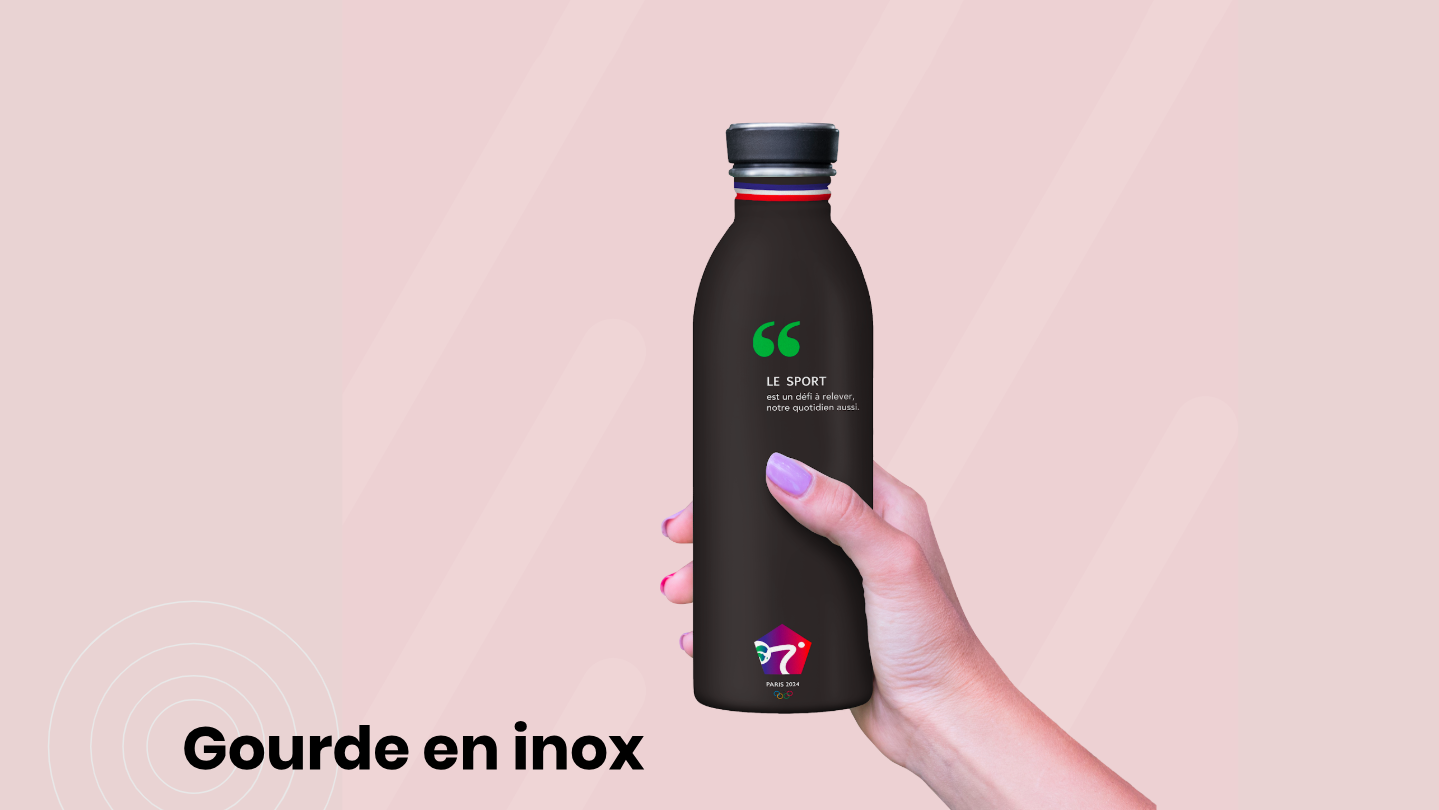 “
LE SPORT
est un défi à relever,
notre quotidien aussi.
PARIS 2024
Gourde en inox